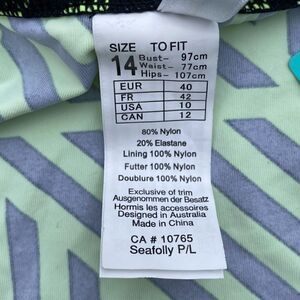 SIZE TO FIT
14 Bust- 97cm
Waist- 77cm
Hips- 107cm
EUR 40
FR 42
USA 10
CAN 12
80% Nylon
20% Elastane
Lining 100% Nylon
Futter 100% Nylon
Doublure 100% Nylon
Exclusive of trim
Ausgenommen der Besatz
Hormis les accessoires
Designed in Australia
Made in China
CA # 10765
Seafolly P/L